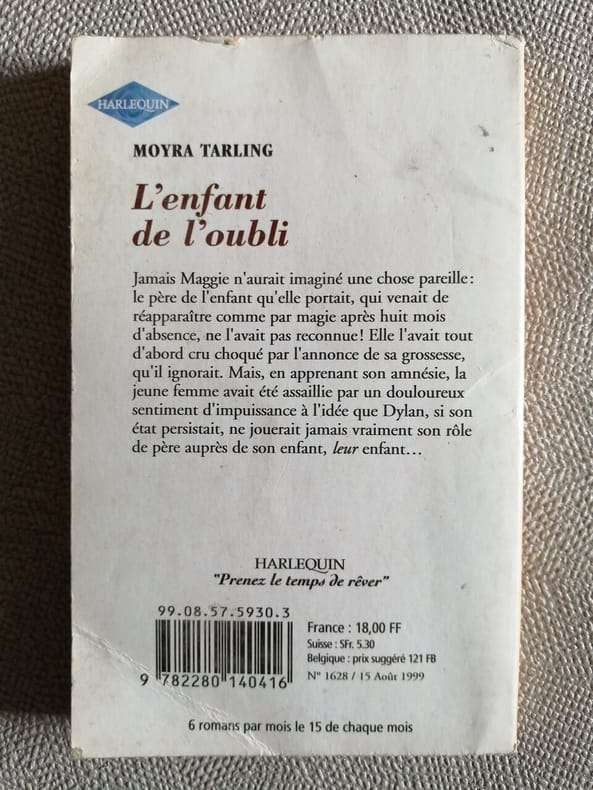 HARLEQUIN
MOYRA TARLING
L'enfant
de l'oubli
Jamais Maggie n'aurait imaginé une chose pareille :
le père de l'enfant qu'elle portait, qui venait de
réapparaître comme par magie après huit mois
d'absence, ne l'avait pas reconnue ! Elle l'avait tout
d'abord cru choqué par l'annonce de sa grossesse,
qu'il ignorait. Mais, en apprenant son amnésie, la
jeune femme avait été assaillie par un douloureux
sentiment d'impuissance à l'idée que Dylan, si son
état persistait, ne jouerait jamais vraiment son rôle
de père auprès de son enfant, leur enfant…
HARLEQUIN
"Prenez le temps de rêver"
99.08.57.5930.3
France : 18,00 FF
Suisse : SFr. 5.30
Belgique : prix suggéré 121 FB
N° 1628 / 15 Août 1999
9 782280 140416
6 romans par mois le 15 de chaque mois